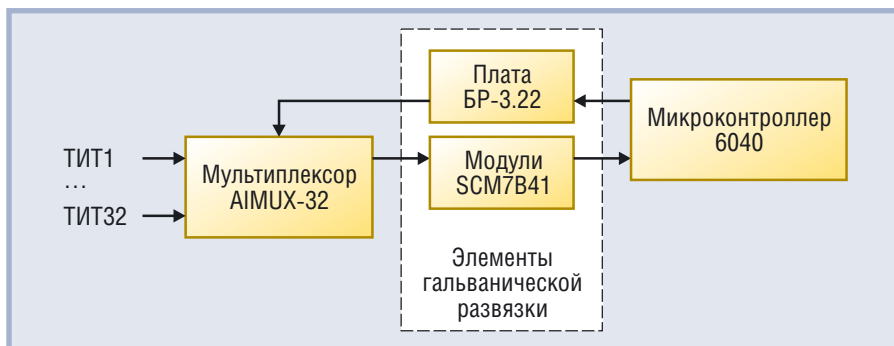 Плата
БР-3.22
Микроконтроллер
6040
ТИТ1
...
ТИТ32
Мультиплексор
AIMUX-32
Модули
SCM7B41
Элементы
гальванической
развязки